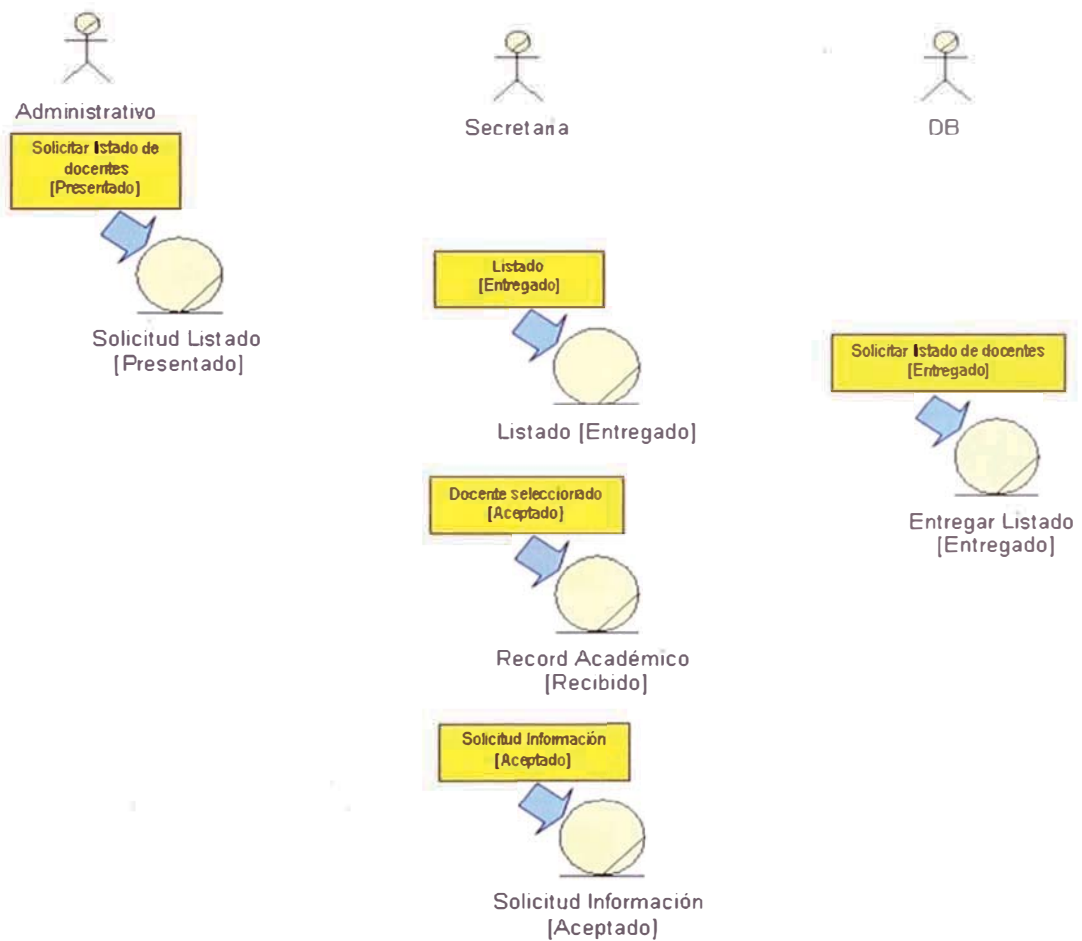 Administrativo
Secretaria
DB
Solicitar listado de
docentes
[Presentado]
Solicitud Listado
[Presentado]
Listado
[Entregado]
Listado [Entregado]
Solicitar listado de docentes
[Entregado]
Entregar Listado
[Entregado]
Docente seleccionado
[Aceptado]
Record Académico
[Recibido]
Solicitud Información
[Aceptado]
Solicitud Información
[Aceptado]